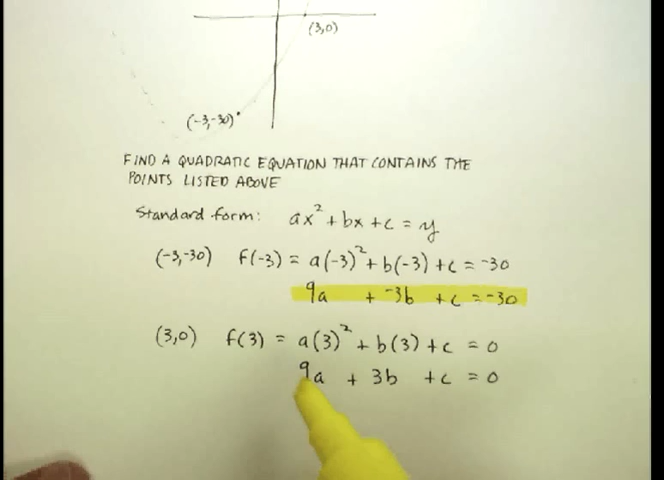 (3,0)
(-3,-30)
FIND A QUADRATIC EQUATION THAT CONTAINS THE
POINTS LISTED ABOVE
Standard form: ax² + bx + c = y
(-3,-30) f(-3) = a(-3)² + b(-3) + c = -30
9a + -3b + c = -30
(3,0) f(3) = a(3)² + b(3) + c = 0
9a + 3b + c = 0